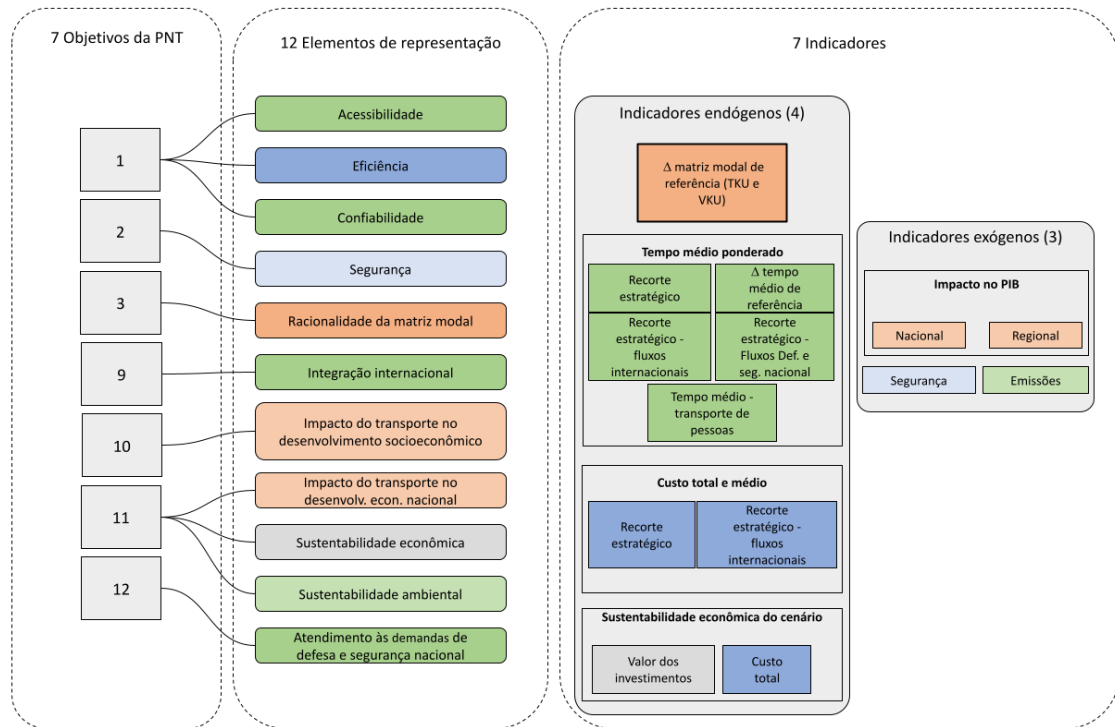 7 Objetivos da PNT
1
2
3
9
10
11
12
12 Elementos de representação
Acessibilidade
Eficiência
Confiabilidade
Segurança
Racionalidade da matriz modal
Integração internacional
Impacto do transporte no
desenvolvimento socioeconômico
Impacto do transporte no
desenvolv. econ. nacional
Sustentabilidade econômica
Sustentabilidade ambiental
Atendimento às demandas de
defesa e segurança nacional
7 Indicadores
Indicadores endógenos (4)
Δ matriz modal
de referência (TKU e
VKU)
Tempo médio ponderado
Recorte
estratégico
Δ tempo
médio de
referência
Recorte
estratégico -
fluxos
internacionais
Recorte
estratégico -
Fluxos Def. e
seg. nacional
Tempo médio -
transporte de
pessoas
Custo total e médio
Recorte
estratégico
Recorte
estratégico -
fluxos
internacionais
Sustentabilidade econômica do cenário
Valor dos
investimentos
Custo
total
Indicadores exógenos (3)
Impacto no PIB
Nacional
Regional
Segurança
Emissões